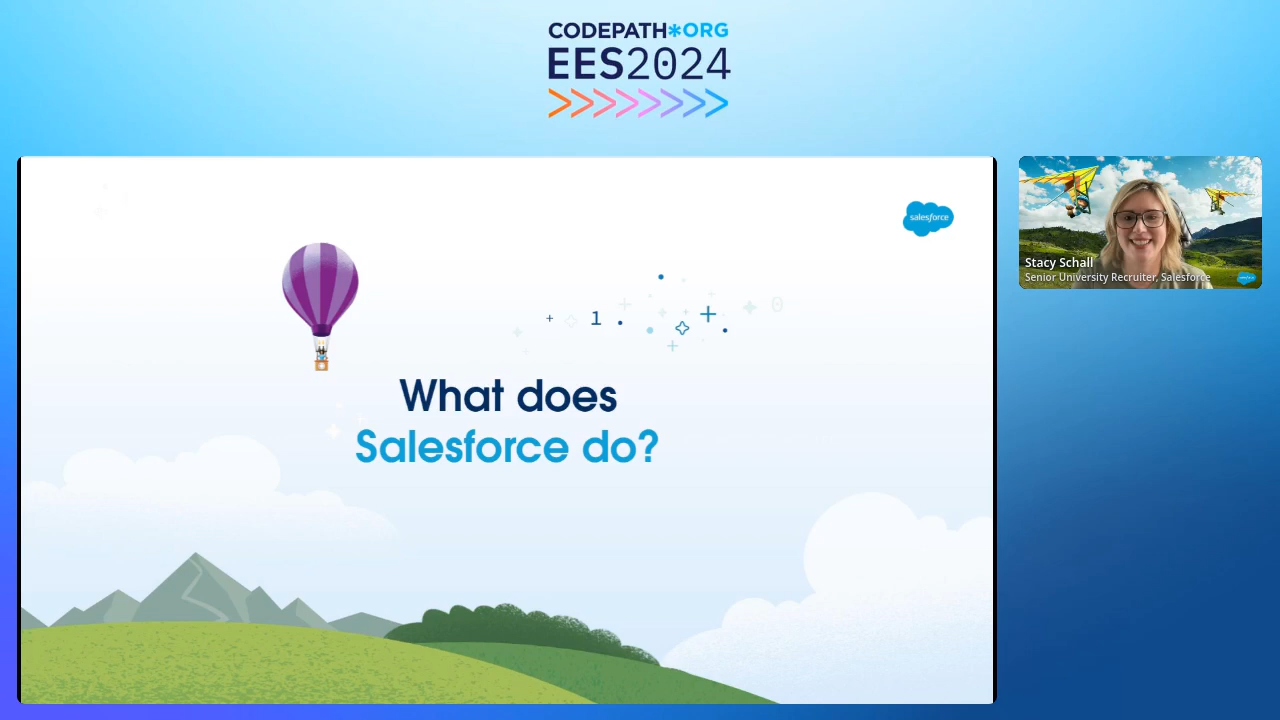 CODEPATH*ORG
EES2024
salesforce
1
0
What does
Salesforce do?
Stacy Schall
Senior University Recruiter, Salesforce